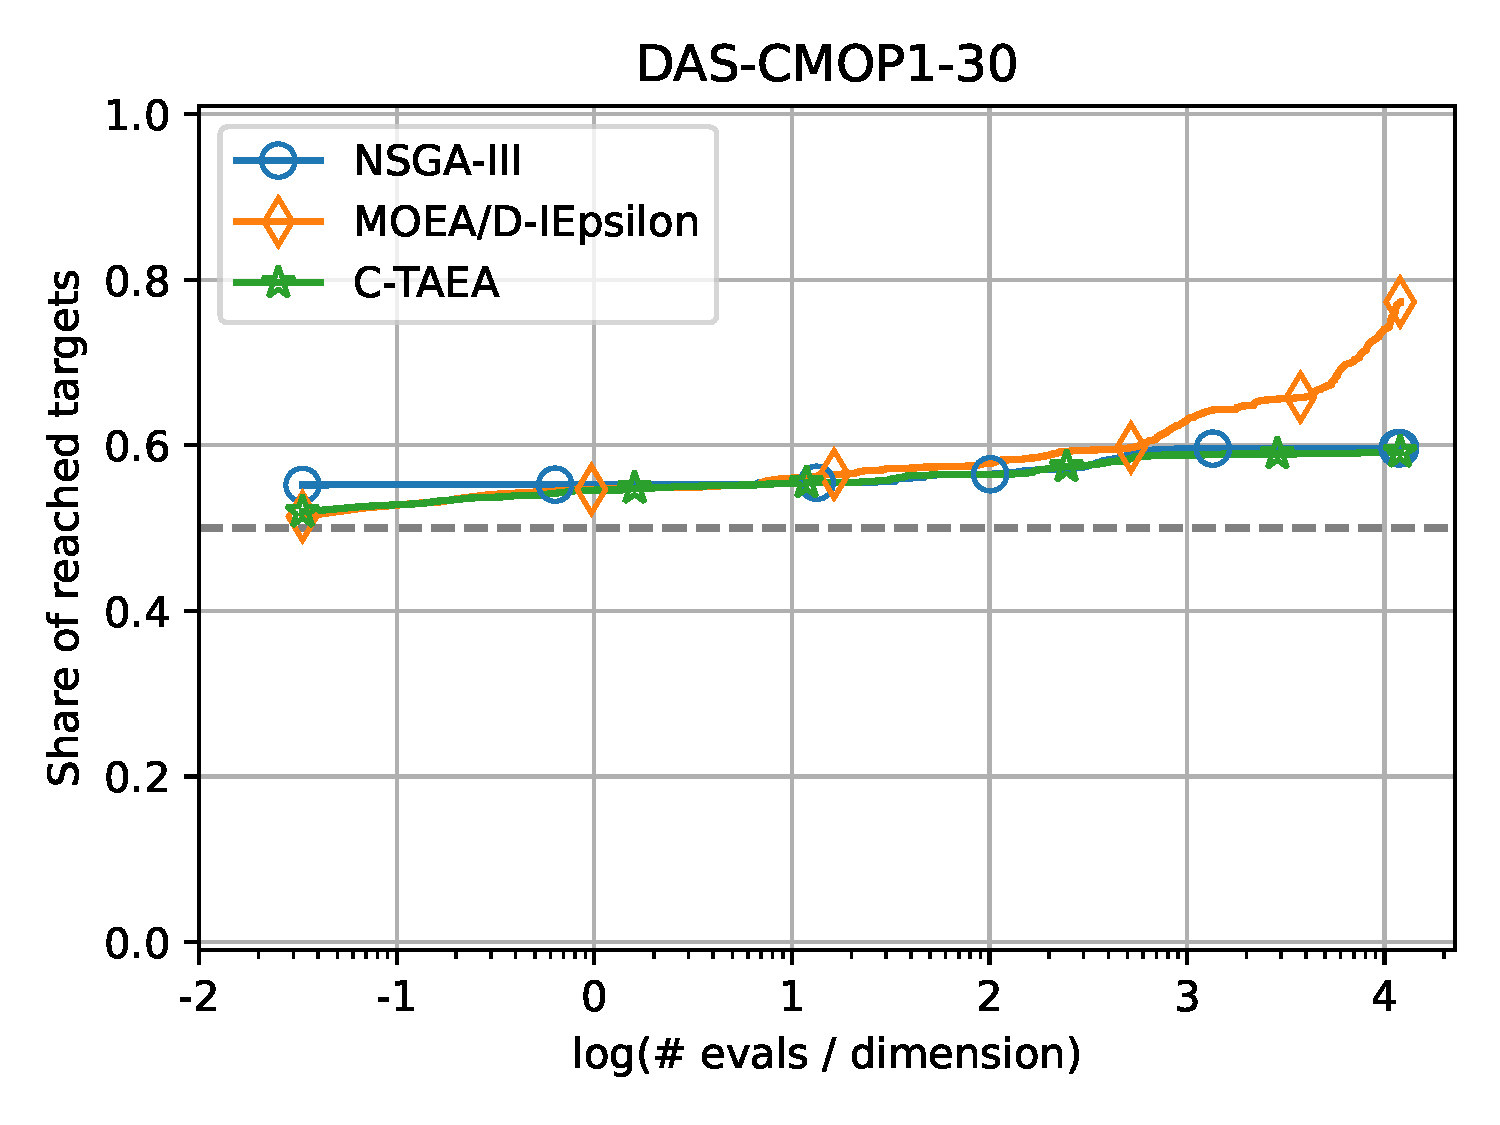 DAS-CMOP1-30
1.0
0.8
0.6
0.4
0.2
0.0
Share of reached targets
NSGA-III
MOEA/D-IEpsilon
C-TAEA
-2 -1 0 1 2 3 4
log(# evals / dimension)